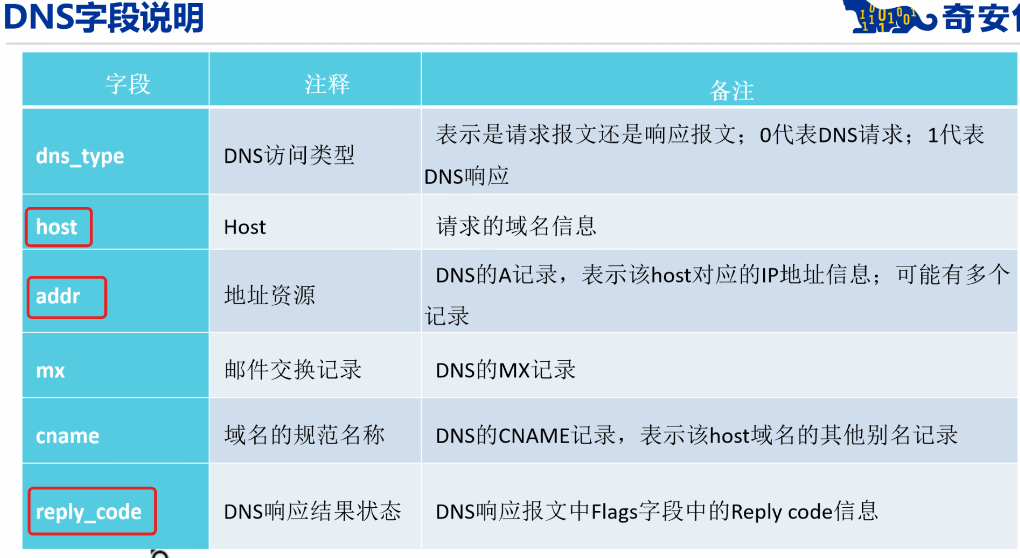 DNS字段说明
奇安
字段 注释 备注
dns_type DNS访问类型 表示是请求报文还是响应报文；0代表DNS请求；1代表
DNS响应
host Host 请求的域名信息
addr 地址资源 DNS的A记录，表示该host对应的IP地址信息；可能有多个
记录
mx 邮件交换记录 DNS的MX记录
cname 域名的规范名称 DNS的CNAME记录，表示该host域名的其他别名记录
reply_code DNS响应结果状态 DNS响应报文中Flags字段中的Reply code信息